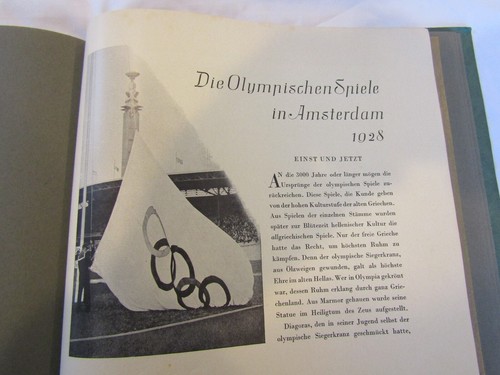 Die Olympischen Spiele
in Amsterdam
1928
EINST UND JETZT
AN die 3000 Jahre oder länger mögen die
Ursprünge der olympischen Spiele zu-
rückreichen. Diese Spiele, die Kunde geben
von der hohen Kulturstufe der alten Griechen.
Aus Spielen der einzelnen Stämme wurden
später zur Blütezeit hellenischer Kultur die
allgriechischen Spiele. Nur der freie Grieche
hatte das Recht, um höchsten Ruhm zu
kämpfen. Denn der olympische Siegerkranz,
aus Ölzweigen gewunden, galt als höchste
Ehre im alten Hellas. Wer in Olympia gekrönt
war, dessen Ruhm erklang durch ganz Grie-
chenland. Aus Marmor gehauen wurde seine
Statue im Heiligtum des Zeus aufgestellt.
Diagoras, den in seiner Jugend selbst der
olympische Siegerkranz geschmückt hatte,